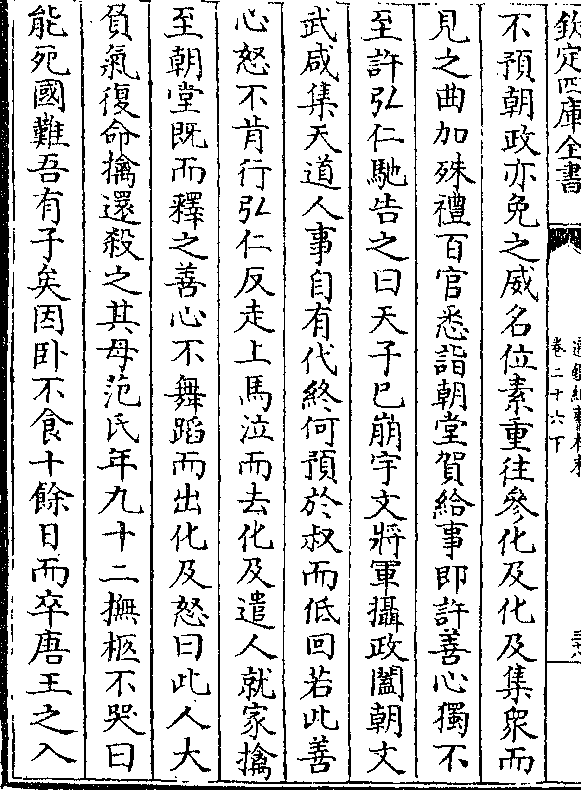 欽定四庫全書
通鑑紀事本末
卷二十六下
不預朝政亦免之威名位素重往參化及化及集衆而
見之曲加殊禮百官悉詣朝堂賀給事郎許善心獨不
至許弘仁馳告之曰天子已崩宇文將軍攝政闔朝文
武咸集天道人事自有代終何預於叔而低回若此善
心怒不肯行弘仁反走上馬泣而去化及遣人就家擒
至朝堂既而釋之善心不舞蹈而出化及怒曰此人大
負氣復命擒還殺之其母范氏年九十二撫柩不哭曰
能死國難吾有子矣因卧不食十餘日而卒唐王之入